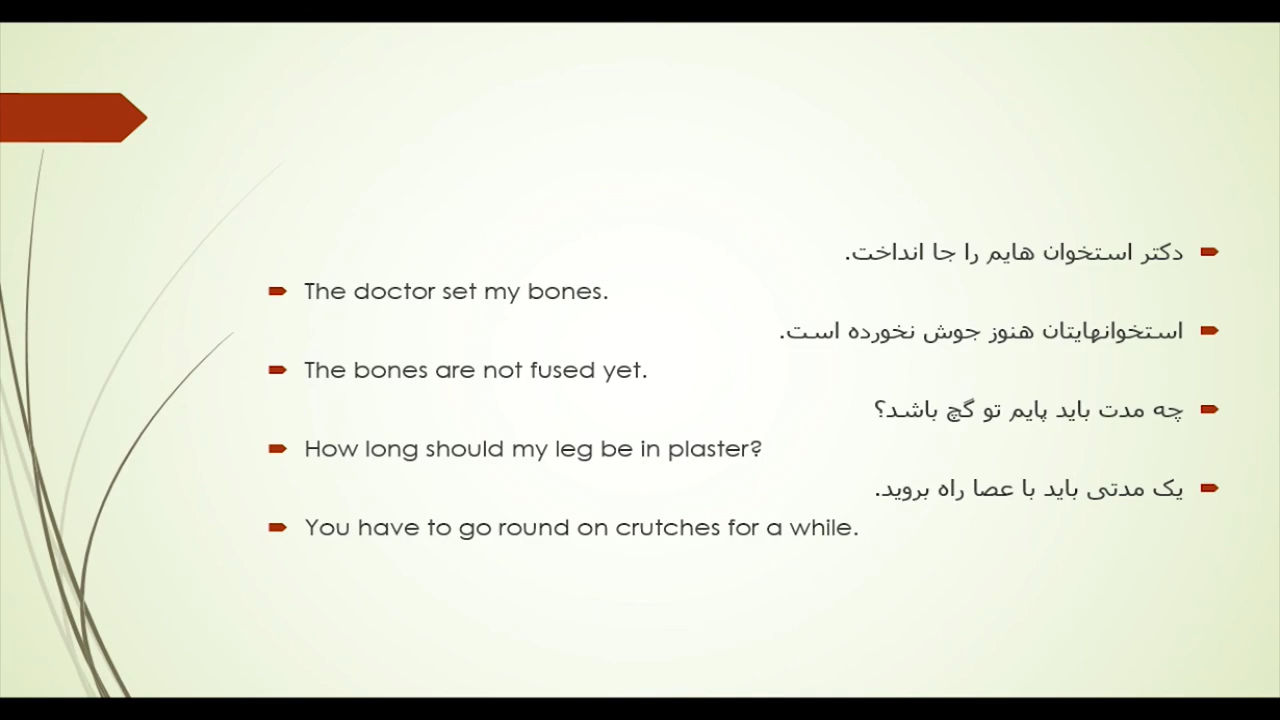 دکتر استخوان هایم را جا انداخت.
The doctor set my bones.
استخوانهایتان هنوز جوش نخورده است.
The bones are not fused yet.
چه مدت باید پایم تو گچ باشد؟
How long should my leg be in plaster?
یک مدتی باید با عصا راه بروید.
You have to go round on crutches for a while.